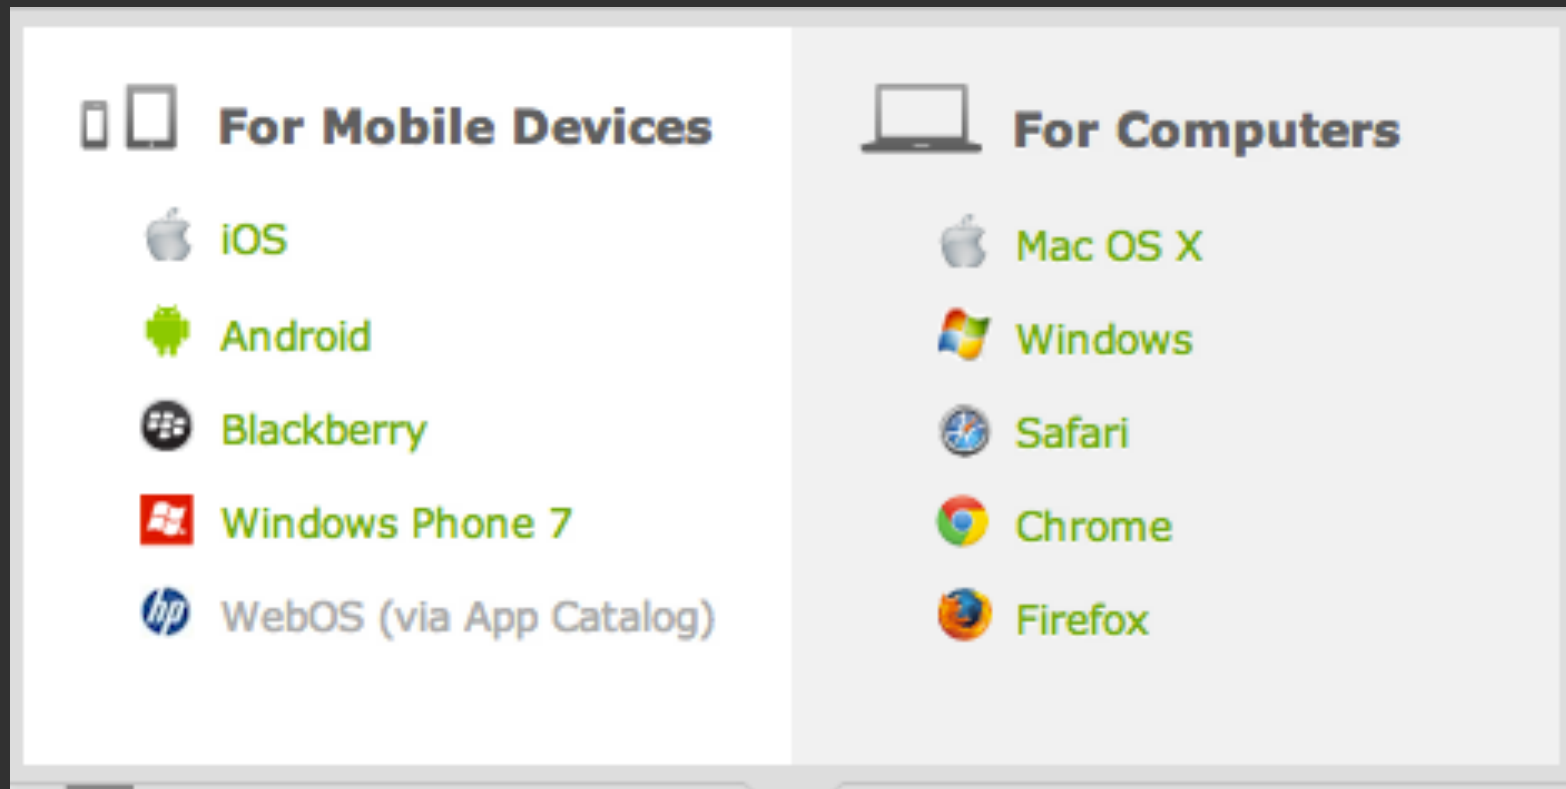 For Mobile Devices
iOS
Android
Blackberry
Windows Phone 7
hp
WebOS (via App Catalog)
For Computers
Mac OS X
Windows
Safari
Chrome
Firefox